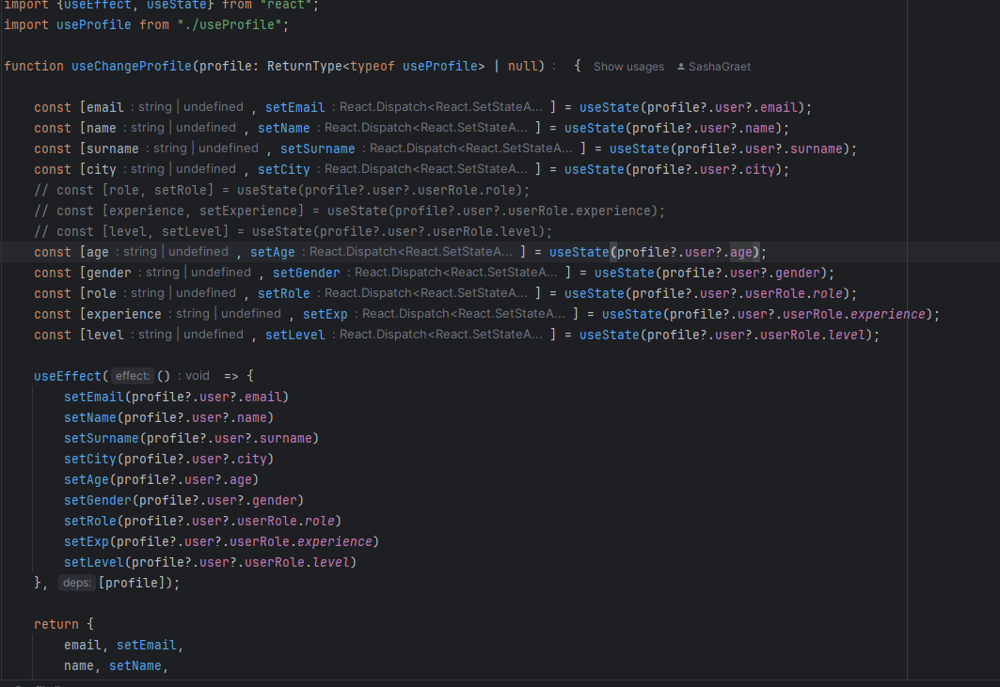 import {useEffect, useState} from "react";
import useProfile from "./useProfile";
function useChangeProfile(profile: ReturnType<typeof useProfile> | null) : { Show usages SashaGraet
const [email : string | undefined , setEmail : React.Dispatch<React.SetStateA... ] = useState(profile?.user?.email);
const [name : string | undefined , setName : React.Dispatch<React.SetStateA... ] = useState(profile?.user?.name);
const [surname : string | undefined , setSurname : React.Dispatch<React.SetStateA... ] = useState(profile?.user?.surname);
const [city : string | undefined , setCity : React.Dispatch<React.SetStateA... ] = useState(profile?.user?.city);
// const [role, setRole] = useState(profile?.user?.userRole.role);
// const [experience, setExperience] = useState(profile?.user?.userRole.experience);
// const [level, setLevel] = useState(profile?.user?.userRole.level);
const [age : string | undefined , setAge : React.Dispatch<React.SetStateA... ] = useState(profile?.user?.age);
const [gender : string | undefined , setGender : React.Dispatch<React.SetStateA... ] = useState(profile?.user?.gender);
const [role : string | undefined , setRole : React.Dispatch<React.SetStateA... ] = useState(profile?.user?.userRole.role);
const [experience : string | undefined , setExp : React.Dispatch<React.SetStateA... ] = useState(profile?.user?.userRole.experience);
const [level : string | undefined , setLevel : React.Dispatch<React.SetStateA... ] = useState(profile?.user?.userRole.level);
useEffect( effect: () : void => {
setEmail(profile?.user?.email)
setName(profile?.user?.name)
setSurname(profile?.user?.surname)
setCity(profile?.user?.city)
setAge(profile?.user?.age)
setGender(profile?.user?.gender)
setRole(profile?.user?.userRole.role)
setExp(profile?.user?.userRole.experience)
setLevel(profile?.user?.userRole.level)
}, deps: [profile]);
return {
email, setEmail,
name, setName,